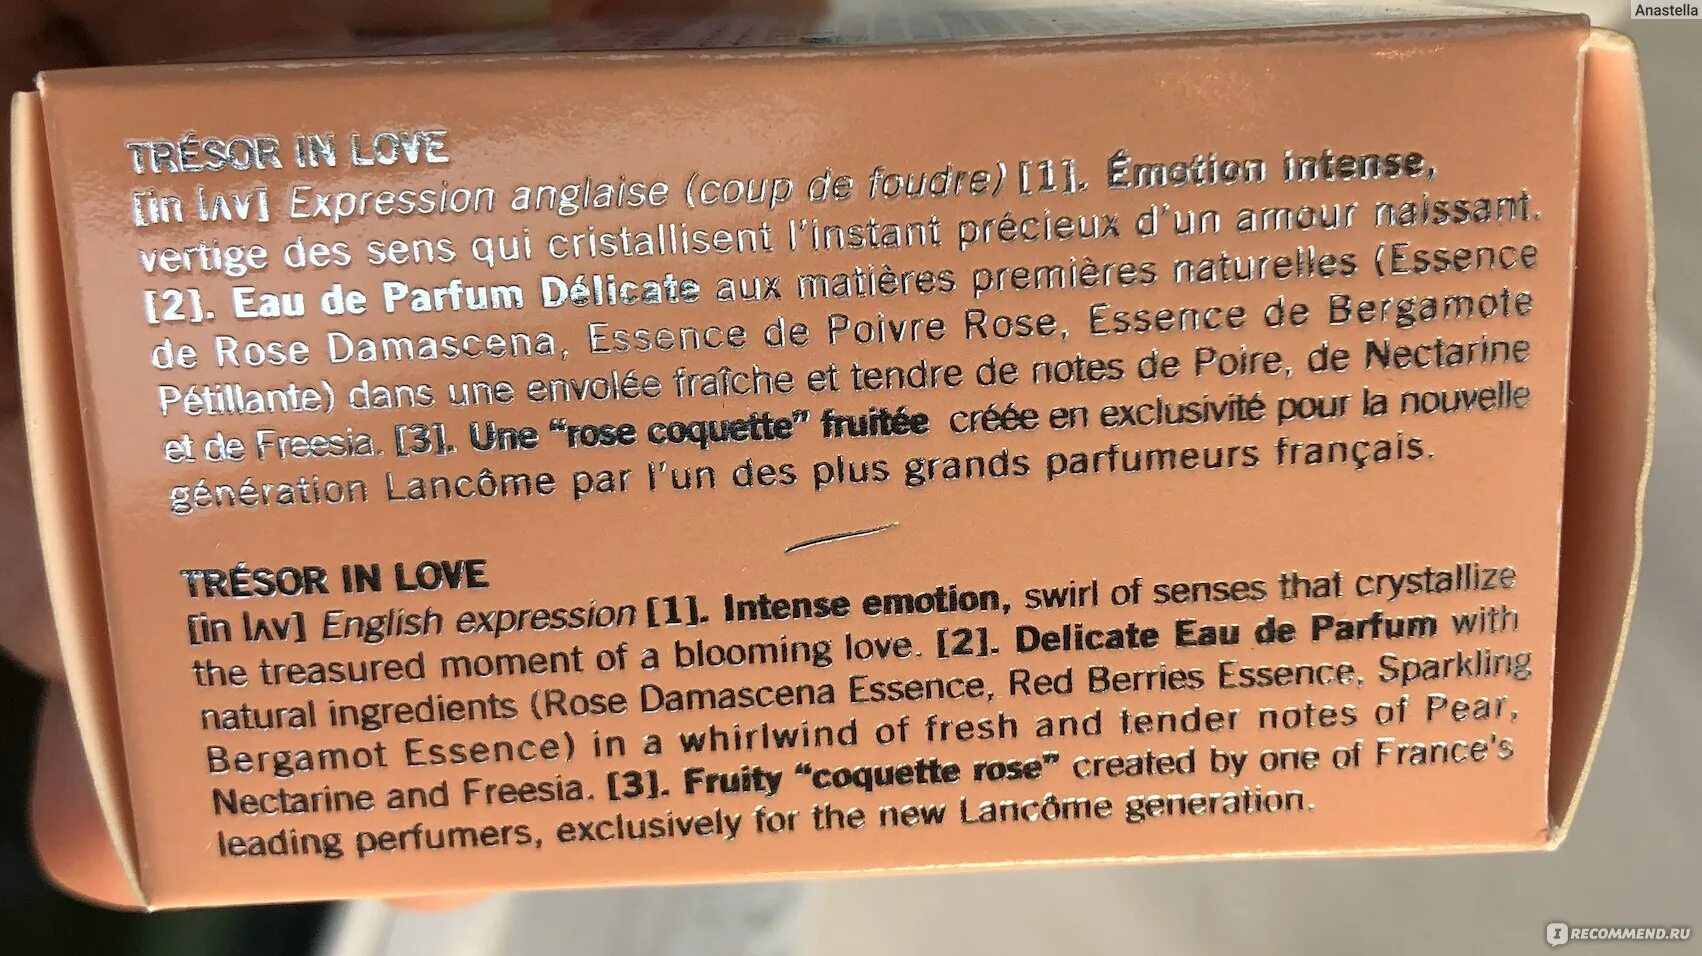 Anastella
TRÉSOR IN LOVE
[in lʌv] Expression anglaise (coup de foudre) [1]. Émotion intense,
vertige des sens qui cristallisent l'instant précieux d'un amour naissant.
[2]. Eau de Parfum Délicate aux matières premières naturelles (Essence
de Rose Damascena, Essence de Poivre Rose, Essence de Bergamote
Pétillante) dans une envolée fraîche et tendre de notes de Poire, de Nectarine
et de Freesia. [3]. Une “rose coquette” fruitée créée en exclusivité pour la nouvelle
génération Lancôme par l'un des plus grands parfumeurs français.
TRÉSOR IN LOVE
[in lʌv] English expression [1]. Intense emotion, swirl of senses that crystallize
the treasured moment of a blooming love. [2]. Delicate Eau de Parfum with
natural ingredients (Rose Damascena Essence, Red Berries Essence, Sparkling
Bergamot Essence) in a whirlwind of fresh and tender notes of Pear,
Nectarine and Freesia. [3]. Fruity “coquette rose” created by one of France's
leading perfumers, exclusively for the new Lancôme generation.
IRECOMMEND.RU